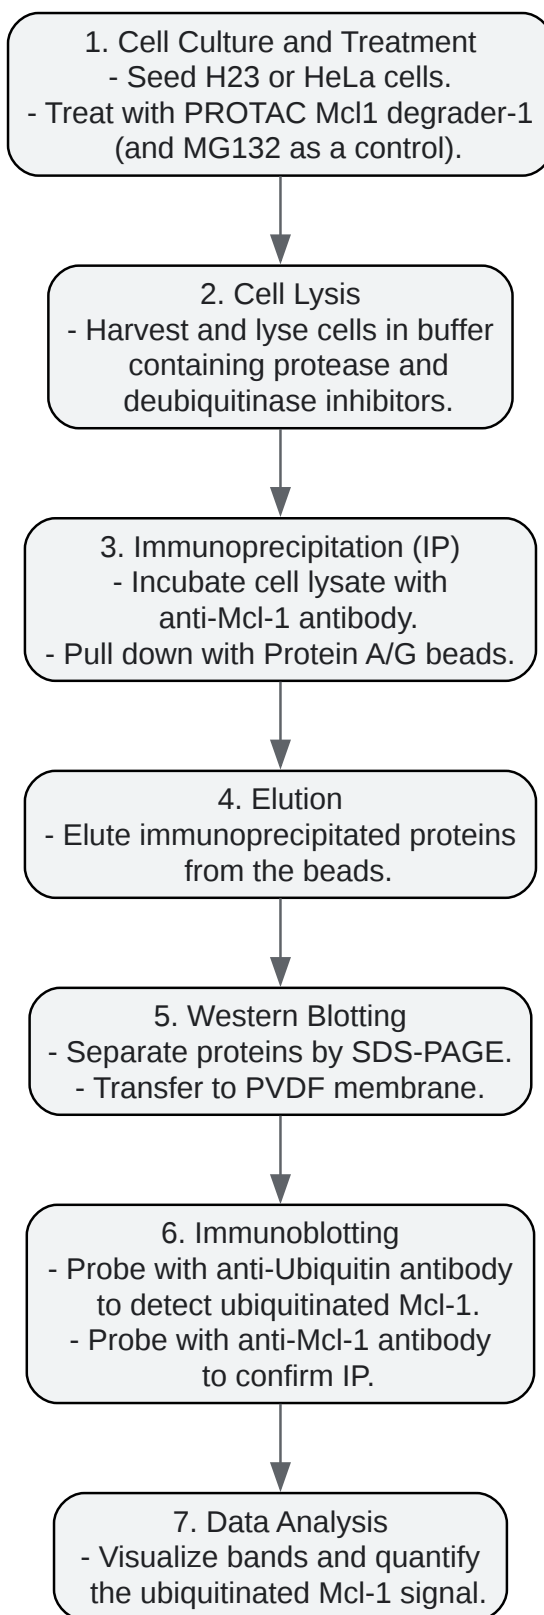 1. Cell Culture and Treatment
- Seed H23 or HeLa cells.
- Treat with PROTAC Mcl1 degrader-1
(and MG132 as a control).
2. Cell Lysis
- Harvest and lyse cells in buffer
containing protease and
deubiquitinase inhibitors.
3. Immunoprecipitation (IP)
- Incubate cell lysate with
anti-Mcl-1 antibody.
- Pull down with Protein A/G beads.
4. Elution
- Elute immunoprecipitated proteins
from the beads.
5. Western Blotting
- Separate proteins by SDS-PAGE.
- Transfer to PVDF membrane.
6. Immunoblotting
- Probe with anti-Ubiquitin antibody
to detect ubiquitinated Mcl-1.
- Probe with anti-Mcl-1 antibody
to confirm IP.
7. Data Analysis
- Visualize bands and quantify
the ubiquitinated Mcl-1 signal.